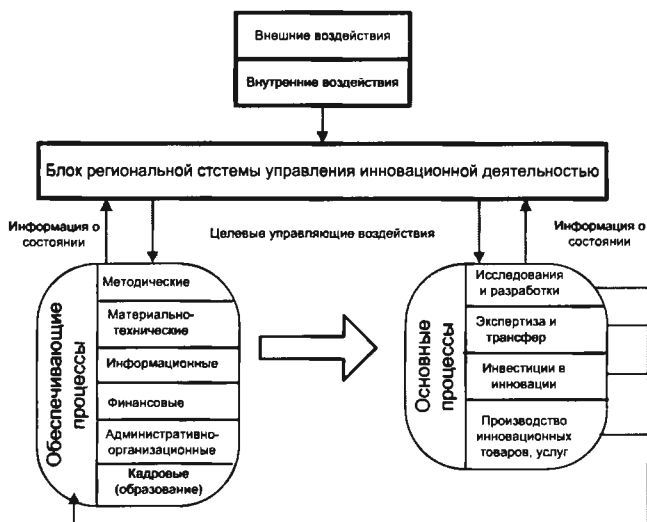 Внешние воздействия
Внутренние воздействия
Блок региональной стстемы управления инновационной деятельностью
Информация о
состоянии
Целевые управляющие воздействия
Информация о
состоянии
Обеспечивающие
процессы
Методические
Материально-
технические
Информационные
Финансовые
Административно-
организационные
Кадровые
(образование)
Основные
процессы
Исследования
и разработки
Экспертиза и
трансфер
Инвестиции в
инновации
Производство
инновационных
товаров, услуг